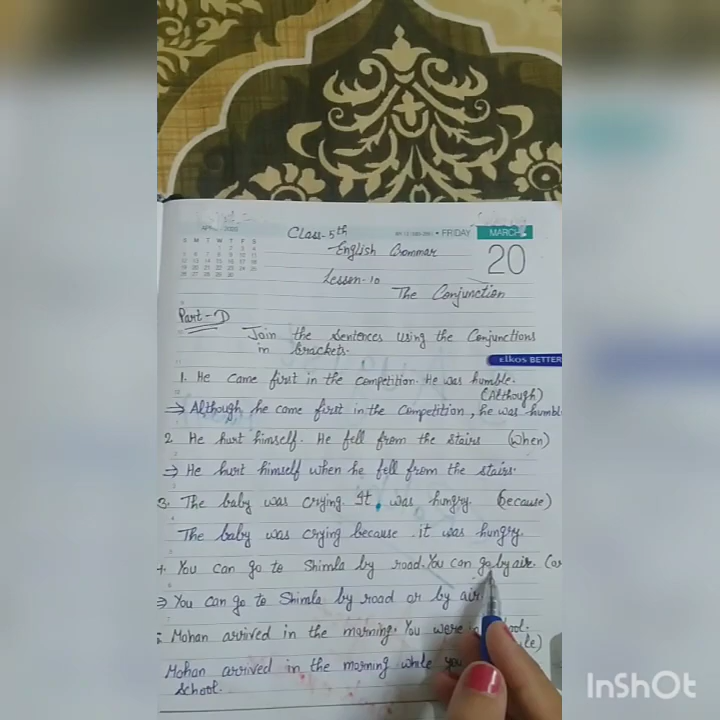 Class-5th
FRIDAY MARCH
20
English Grammar
Lesson-10
The Conjunction
Part-D
Join the sentences using the Conjunctions
in brackets.
elkos BETTER
1. He came first in the competition. He was humble.
(Although)
⇒ Although he came first in the competition, he was humbl
2. He hurt himself. He fell from the stairs (when)
⇒ He hurt himself when he fell from the stairs.
3. The baby was crying. It was hungry. (because)
The baby was crying because it was hungry.
You can go to Shimla by road. You can go by air. (or
⇒ You can go to Shimla by road or by air
Mohan arrived in the morning. You were
Mohan arrived in the morning while you
School.
InShOt